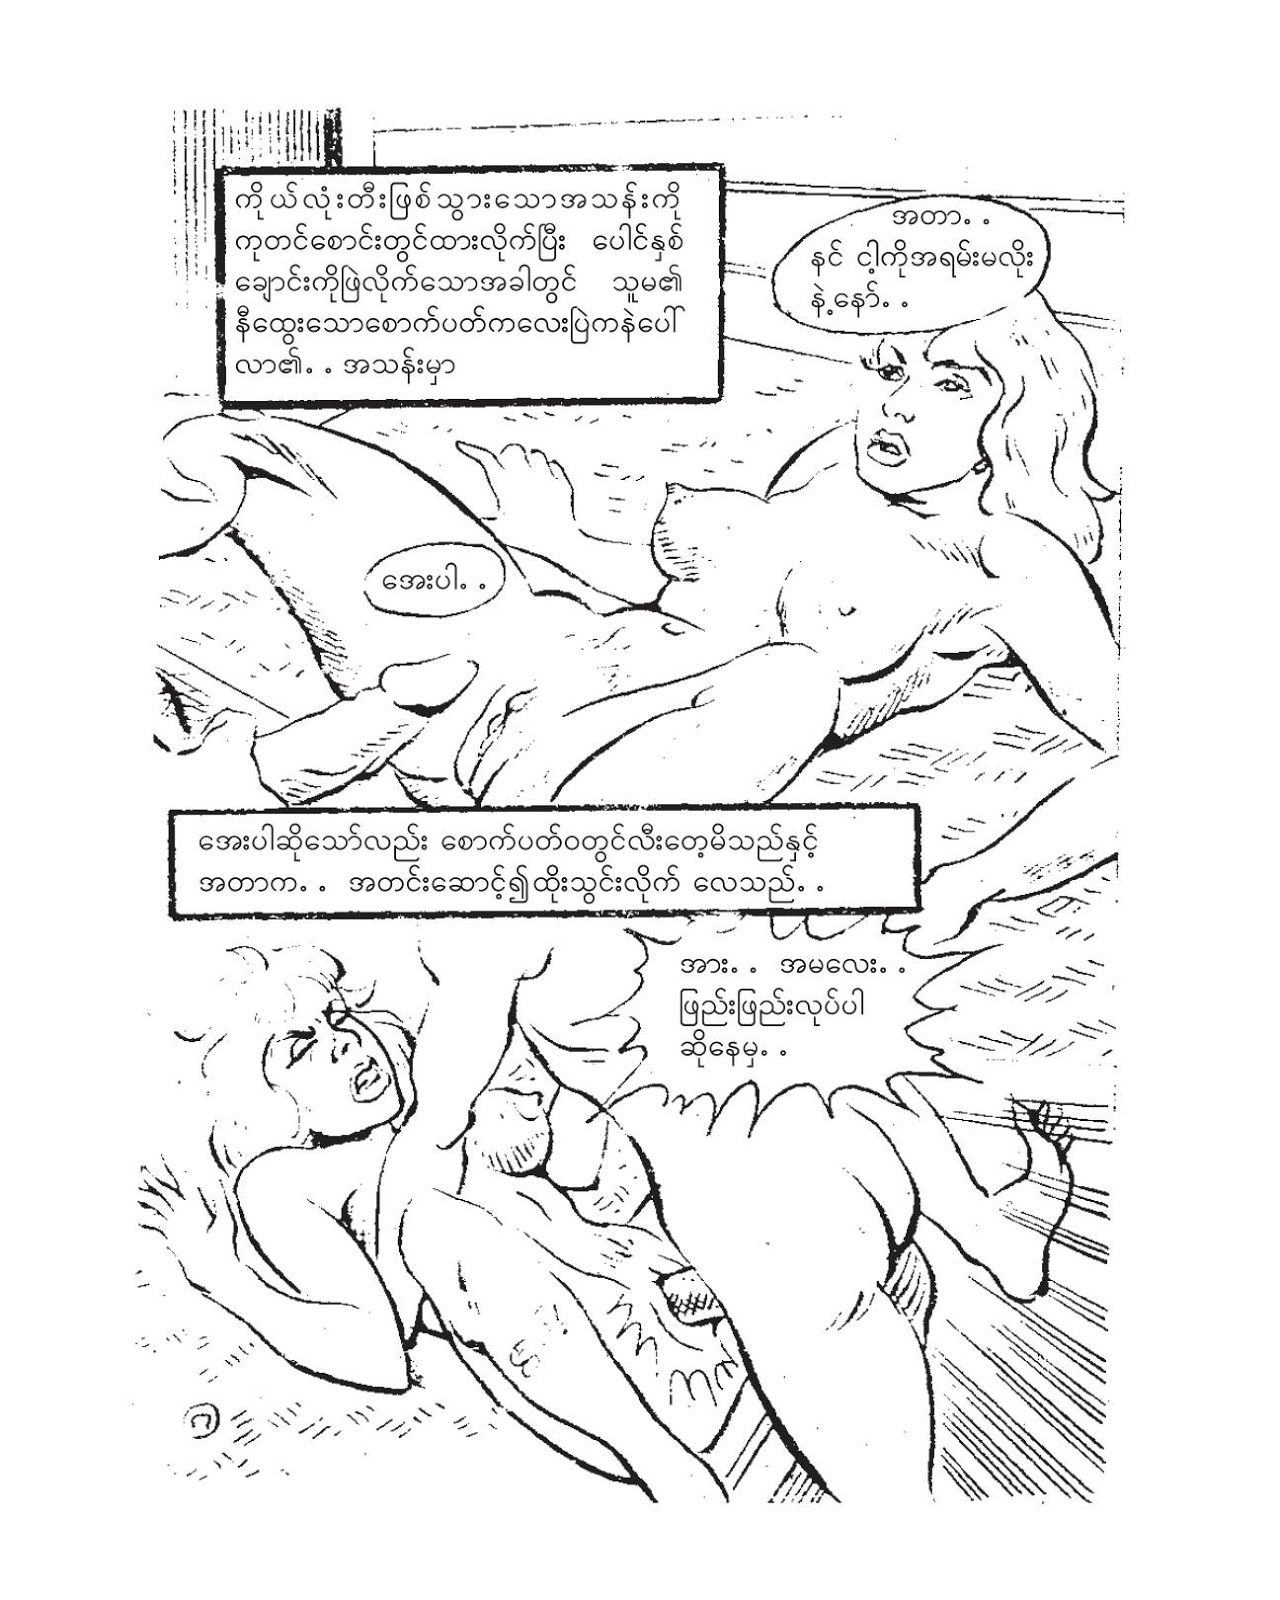 ကိုယ်လုံးတီးဖြစ်သွားသောအသန်းကို
ကုတင်စောင်းတွင်ထားလိုက်ပြီး ပေါင်နှစ်
ချောင်းကိုဖြဲလိုက်သောအခါတွင် သူမ၏
နီထွေးသောစောက်ပတ်ကလေးပြဲကနဲပေါ်
လာ၏. . အသန်းမှာ
အတာ. .
နင် ငါ့ကိုအရမ်းမလိုး
နဲ့နော်. .
အေးပါ. .
အေးပါဆိုသော်လည်း စောက်ပတ်ဝတွင်လီးတေ့မိသည်နှင့်
အတာက. . အတင်းဆောင့်၍ထိုးသွင်းလိုက် လေသည်. .
အား. . အမလေး. .
ဖြည်းဖြည်းလုပ်ပါ
ဆိုနေမှ. .